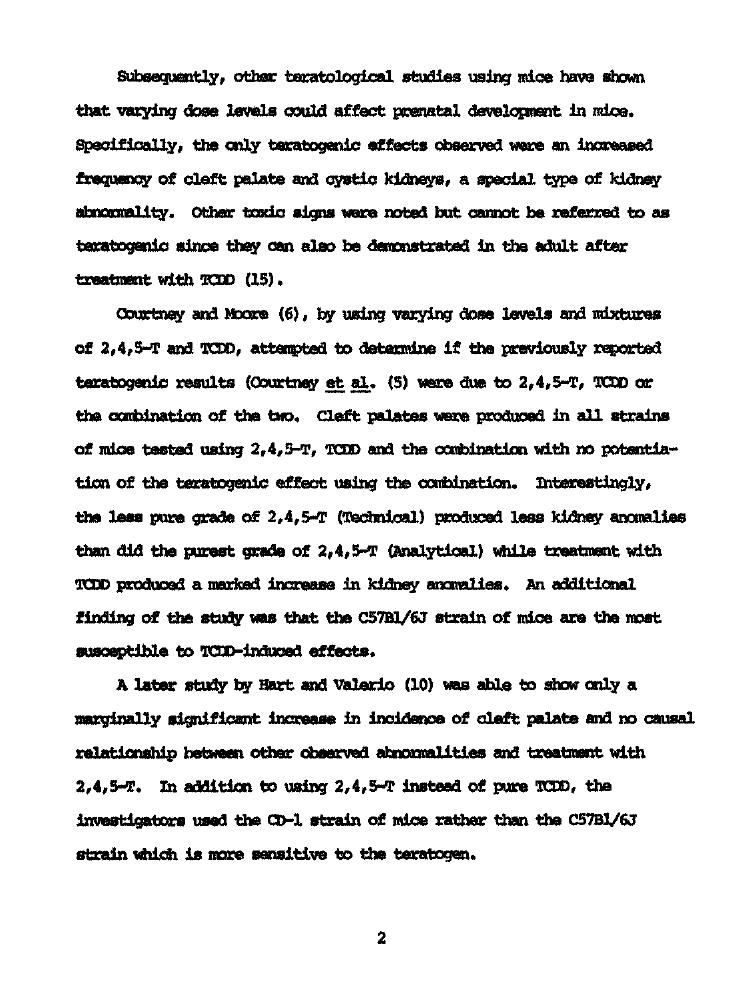 Subsequently, other teratological studies using mice have shown
that varying dose levels could affect prenatal development in mice.
Specifically, the only teratogenic effects observed were an increased
frequency of cleft palate and cystic kidneys, a special type of kidney
abnormality. Other toxic signs were noted but cannot be referred to as
teratogenic since they can also be demonstrated in the adult after
treatment with TCDD (15).
Courtney and Moore (6), by using varying dose levels and mixtures
of 2,4,5-T and TCDD, attempted to determine if the previously reported
teratogenic results (Courtney et al. (5) were due to 2,4,5-T, TCDD or
the combination of the two. Cleft palates were produced in all strains
of mice tested using 2,4,5-T, TCDD and the combination with no potentia-
tion of the teratogenic effect using the combination. Interestingly,
the less pure grade of 2,4,5-T (Technical) produced less kidney anomalies
than did the purest grade of 2,4,5-T (Analytical) while treatment with
TCDD produced a marked increase in kidney anomalies. An additional
finding of the study was that the C57Bl/6J strain of mice are the most
susceptible to TCDD-induced effects.
A later study by Hart and Valerio (10) was able to show only a
marginally significant increase in incidence of cleft palate and no causal
relationship between other observed abnormalities and treatment with
2,4,5-T. In addition to using 2,4,5-T instead of pure TCDD, the
investigators used the CD-1 strain of mice rather than the C57Bl/6J
strain which is more sensitive to the teratogen.
2